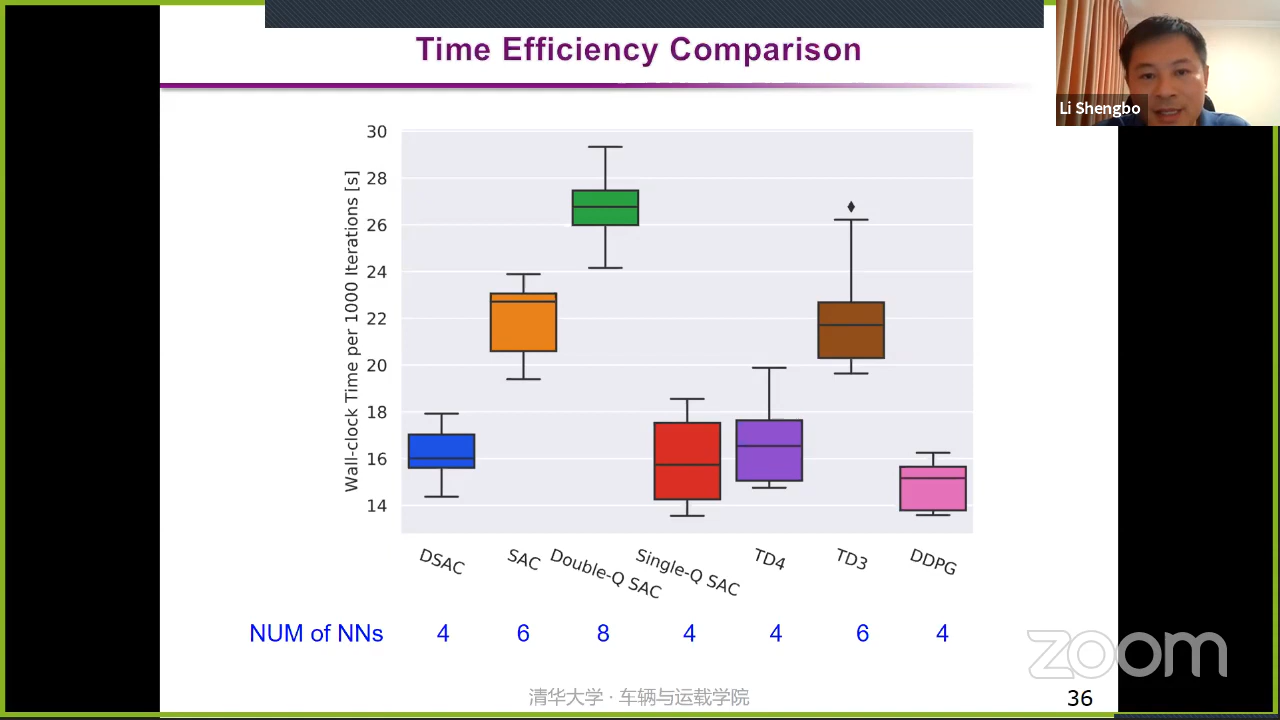 Time Efficiency Comparison
Li Shengbo
Wall-clock Time per 1000 Iterations [s]
30
28
26
24
22
20
18
16
14
DSAC
SAC
Double-Q SAC
Single-Q SAC
TD4
TD3
DDPG
NUM of NNs 4 6 8 4 4 6 4
zoom
清华大学 · 车辆与运载学院
36